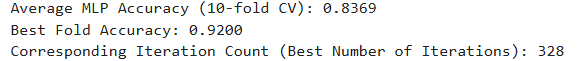 Average MLP Accuracy (10-fold CV): 0.8369
Best Fold Accuracy: 0.9200
Corresponding Iteration Count (Best Number of Iterations): 328